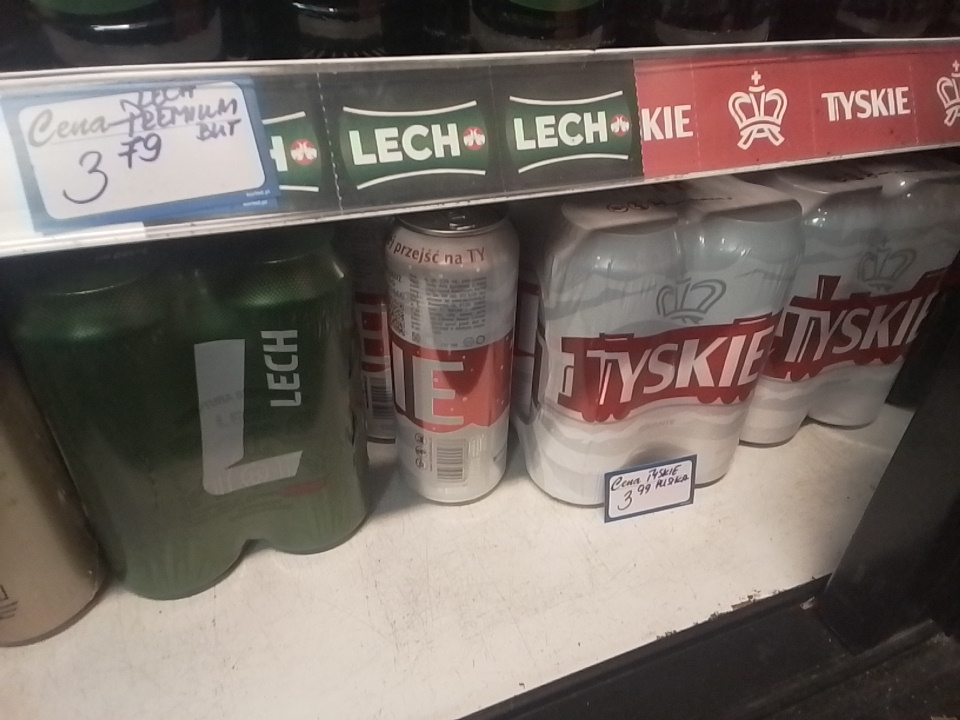 LECH
Cena PREMIUM
BUT
3 79
LECH
LECH
KIE
TYSKIE
przejść na TY
IE
L
LECH
TYSKIE
TYSKIE
Cena TYSKIE
3 99 PUSZKA